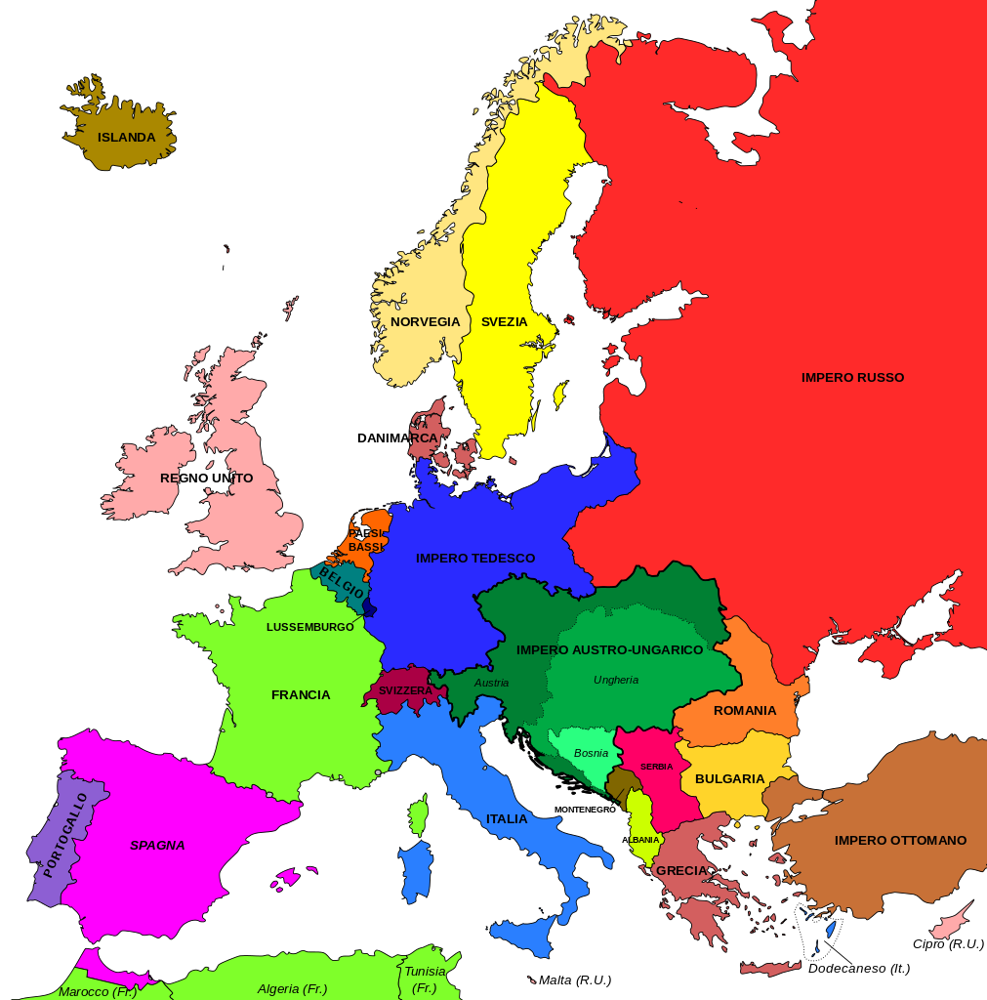 ISLANDA
NORVEGIA
SVEZIA
IMPERO RUSSO
DANIMARCA
REGNO UNITO
PAESI
BASSI
IMPERO TEDESCO
BELGIO
LUSSEMBURGO
IMPERO AUSTRO-UNGARICO
Austria
Ungheria
SVIZZERA
FRANCIA
ROMANIA
Bosnia
SERBIA
BULGARIA
MONTENEGRO
ITALIA
ALBANIA
IMPERO OTTOMANO
PORTOGALLO
SPAGNA
GRECIA
Cipro (R.U.)
Dodecaneso (It.)
Malta (R.U.)
Tunisia
(Fr.)
Algeria (Fr.)
Marocco (Fr.)